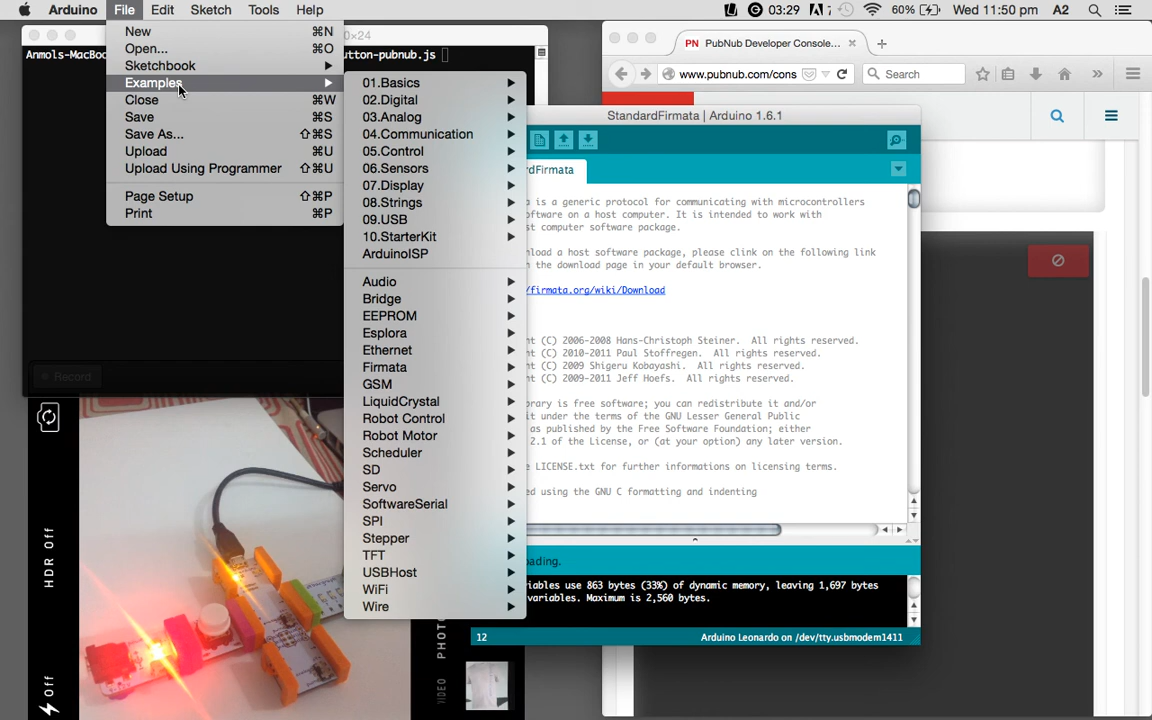 Arduino File Edit Sketch Tools Help
03:29 7 60% Wed 11:50 pm A2
Anmols-MacBoo
0×24
utton-pubnub.js
New ⌘N
Open... ⌘O
Sketchbook
Examples
Close ⌘W
Save ⌘S
Save As... ⇧⌘S
Upload ⌘U
Upload Using Programmer ⇧⌘U
Page Setup ⇧⌘P
Print ⌘P
01.Basics
02.Digital
03.Analog
04.Communication
05.Control
06.Sensors
07.Display
08.Strings
09.USB
10.StarterKit
ArduinoISP
Audio
Bridge
EEPROM
Esplora
Ethernet
Firmata
GSM
LiquidCrystal
Robot Control
Robot Motor
Scheduler
SD
Servo
SoftwareSerial
SPI
Stepper
TFT
USBHost
WiFi
Wire
PN PubNub Developer Console...
www.pubnub.com/cons
Search
StandardFirmata | Arduino 1.6.1
dFirmata
a is a generic protocol for communicating with microcontrollers
oftware on a host computer. It is intended to work with
st computer software package.
nload a host software package, please clink on the following link
n the download page in your default browser.
/firmata.org/wiki/Download
t (C) 2006-2008 Hans-Christoph Steiner. All rights reserved.
t (C) 2010-2011 Paul Stoffregen. All rights reserved.
t (C) 2009 Shigeru Kobayashi. All rights reserved.
t (C) 2009-2011 Jeff Hoefs. All rights reserved.
brary is free software; you can redistribute it and/or
it under the terms of the GNU Lesser General Public
as published by the Free Software Foundation; either
2.1 of the License, or (at your option) any later version.
e LICENSE.txt for further informations on licensing terms.
ed using the GNU C formatting and indenting
ading.
riables use 863 bytes (33%) of dynamic memory, leaving 1,697 bytes
variables. Maximum is 2,560 bytes.
12 Arduino Leonardo on /dev/tty.usbmodem1411
Record
HDR Off
Off
PHOTO
VIDEO